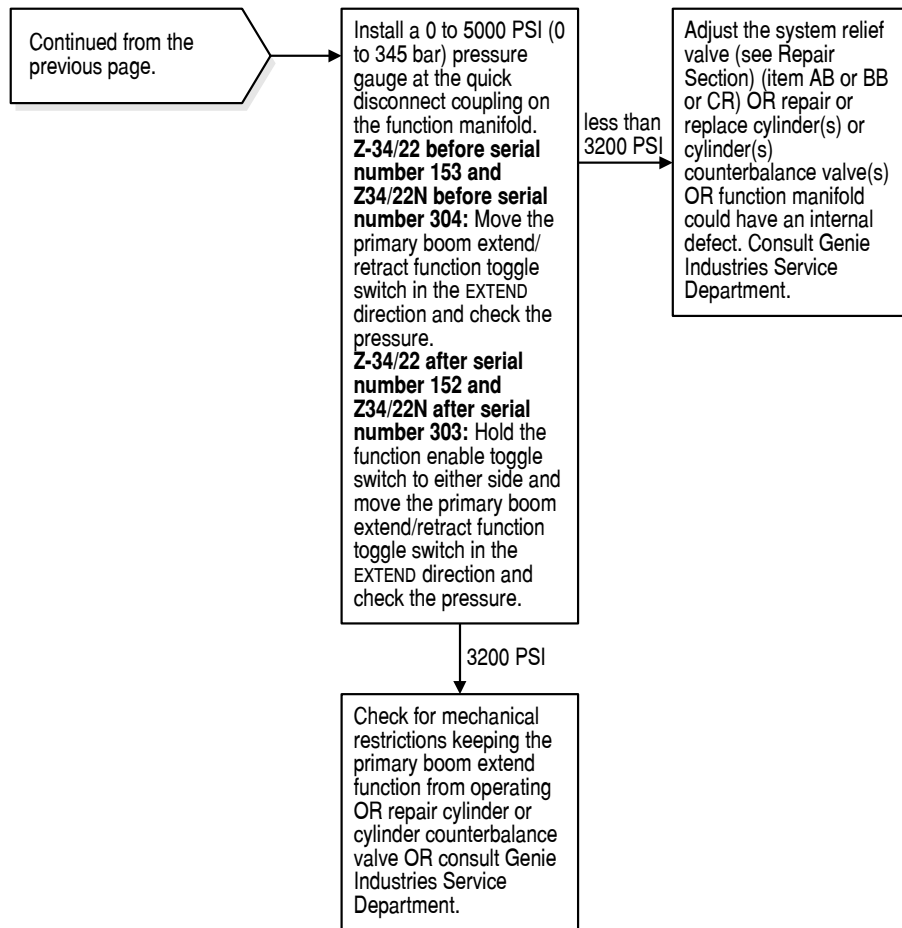 Continued from the
previous page.
Install a 0 to 5000 PSI (0
to 345 bar) pressure
gauge at the quick
disconnect coupling on
the function manifold.
Z-34/22 before serial
number 153 and
Z34/22N before serial
number 304: Move the
primary boom extend/
retract function toggle
switch in the EXTEND
direction and check the
pressure.
Z-34/22 after serial
number 152 and
Z34/22N after serial
number 303: Hold the
function enable toggle
switch to either side and
move the primary boom
extend/retract function
toggle switch in the
EXTEND direction and
check the pressure.
less than
3200 PSI
Adjust the system relief
valve (see Repair
Section) (item AB or BB
or CR) OR repair or
replace cylinder(s) or
cylinder(s)
counterbalance valve(s)
OR function manifold
could have an internal
defect. Consult Genie
Industries Service
Department.
3200 PSI
Check for mechanical
restrictions keeping the
primary boom extend
function from operating
OR repair cylinder or
cylinder counterbalance
valve OR consult Genie
Industries Service
Department.